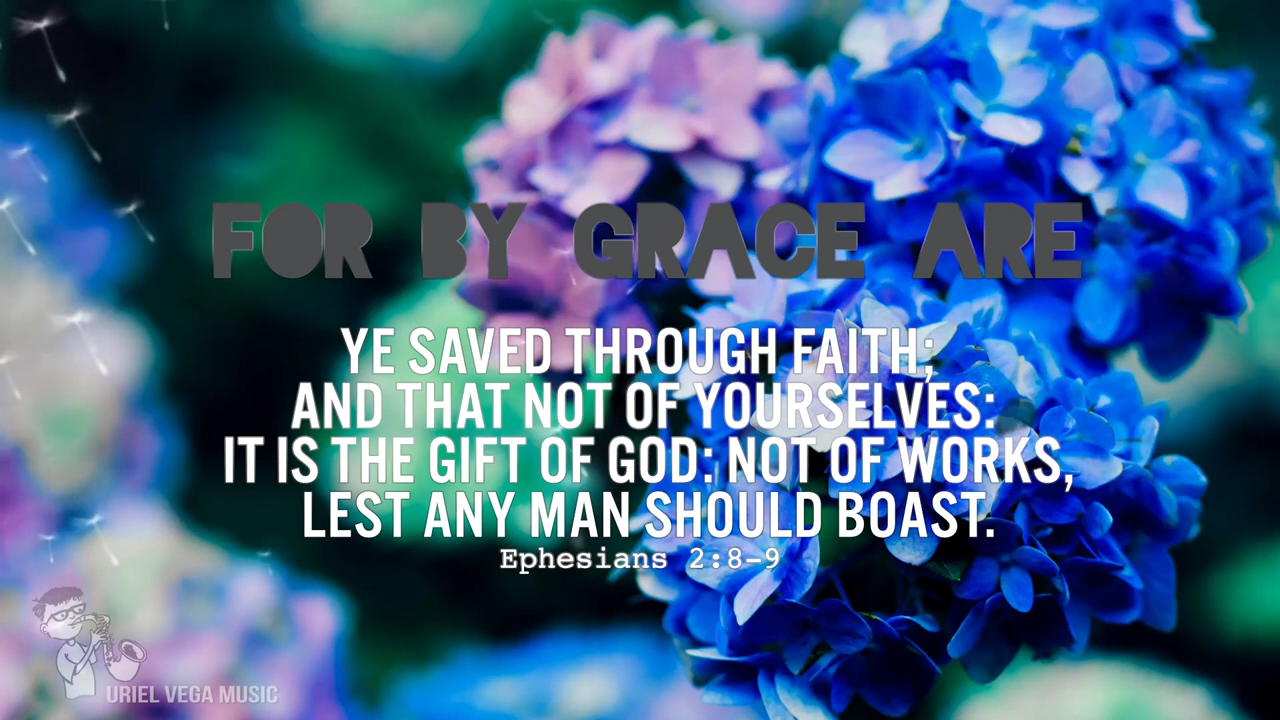 FOR BY GRACE ARE
YE SAVED THROUGH FAITH;
AND THAT NOT OF YOURSELVES:
IT IS THE GIFT OF GOD: NOT OF WORKS,
LEST ANY MAN SHOULD BOAST.
Ephesians 2:8-9
URIEL VEGA MUSIC